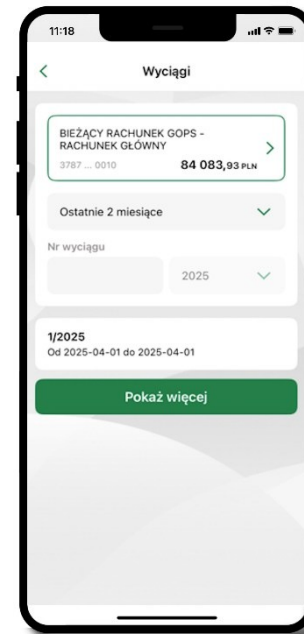 11:18
Wyciągi
BIEŻĄCY RACHUNEK GOPS -
RACHUNEK GŁÓWNY
3787 ... 0010 84 083,93 PLN
Ostatnie 2 miesiące
Nr wyciągu
2025
1/2025
Od 2025-04-01 do 2025-04-01
Pokaż więcej